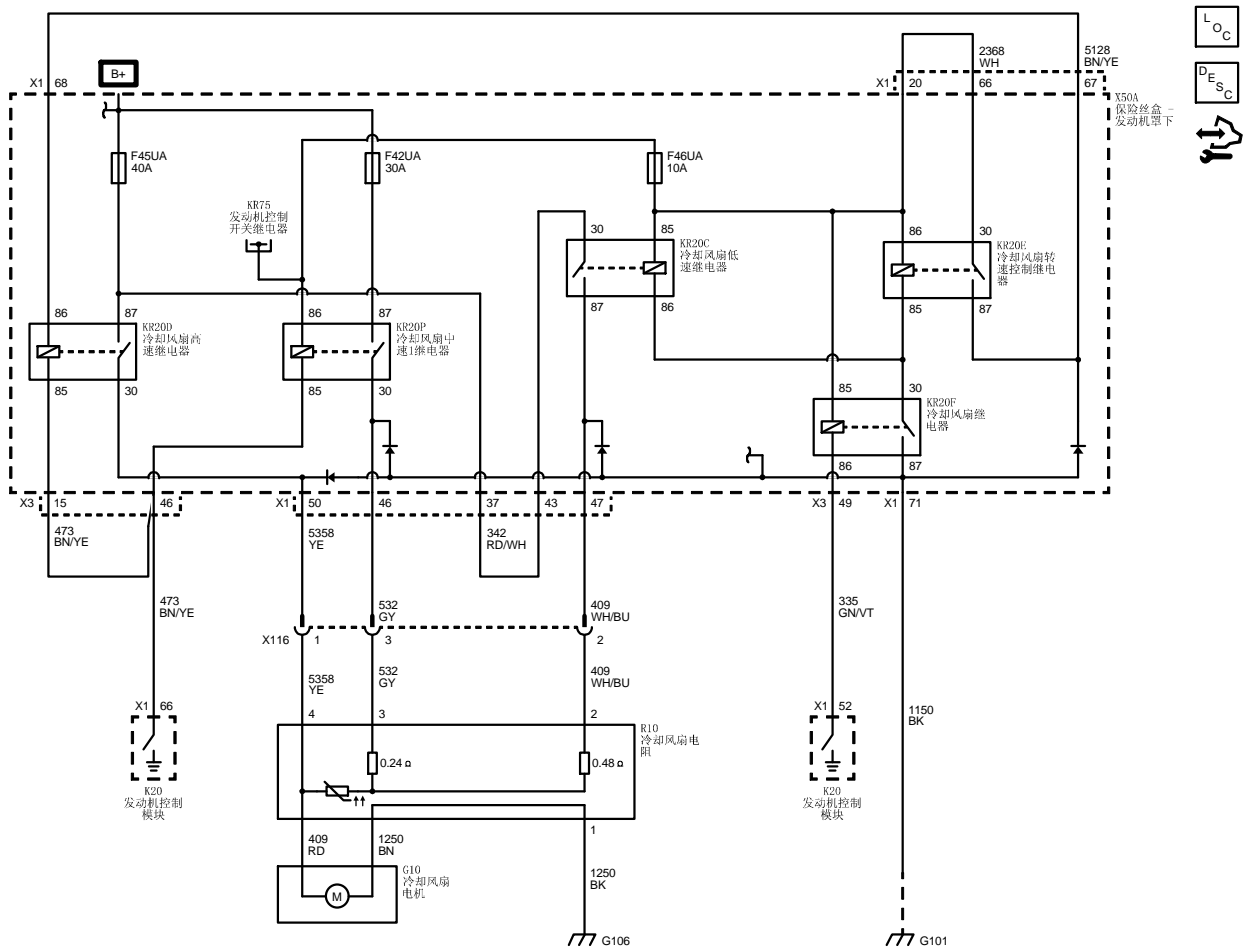 L
O
C
2368
WH
5128
BN/YE
B+
X1 68
X1 20 66 67
D
E
S
C
X50A
保险丝盒 -
发动机罩下
F45UA
40A
F42UA
30A
F46UA
10A
KR75
发动机控制
开关继电器
30 85
KR20C
冷却风扇低
速继电器
86 30
KR20E
冷却风扇转
速控制继电
器
87 86
85 87
86 87
KR20D
冷却风扇高
速继电器
86 87
KR20P
冷却风扇中
速1继电器
85 30
85 30
85 30
KR20F
冷却风扇继
电器
86 87
X3 15 46
X1 50 46 37 43 47
X3 49
X1 71
473
BN/YE
5358
YE
342
RD/WH
473
BN/YE
532
GY
409
WH/BU
335
GN/VT
X116 1 3 2
5358
YE
532
GY
409
WH/BU
X1 66
4 3 2
X1 52
1150
BK
R10
冷却风扇电
阻
0.24 Ω
0.48 Ω
K20
发动机控制
模块
K20
发动机控制
模块
1
409
RD
1250
BN
G10
冷却风扇
电机
M
1250
BK
G106
G101